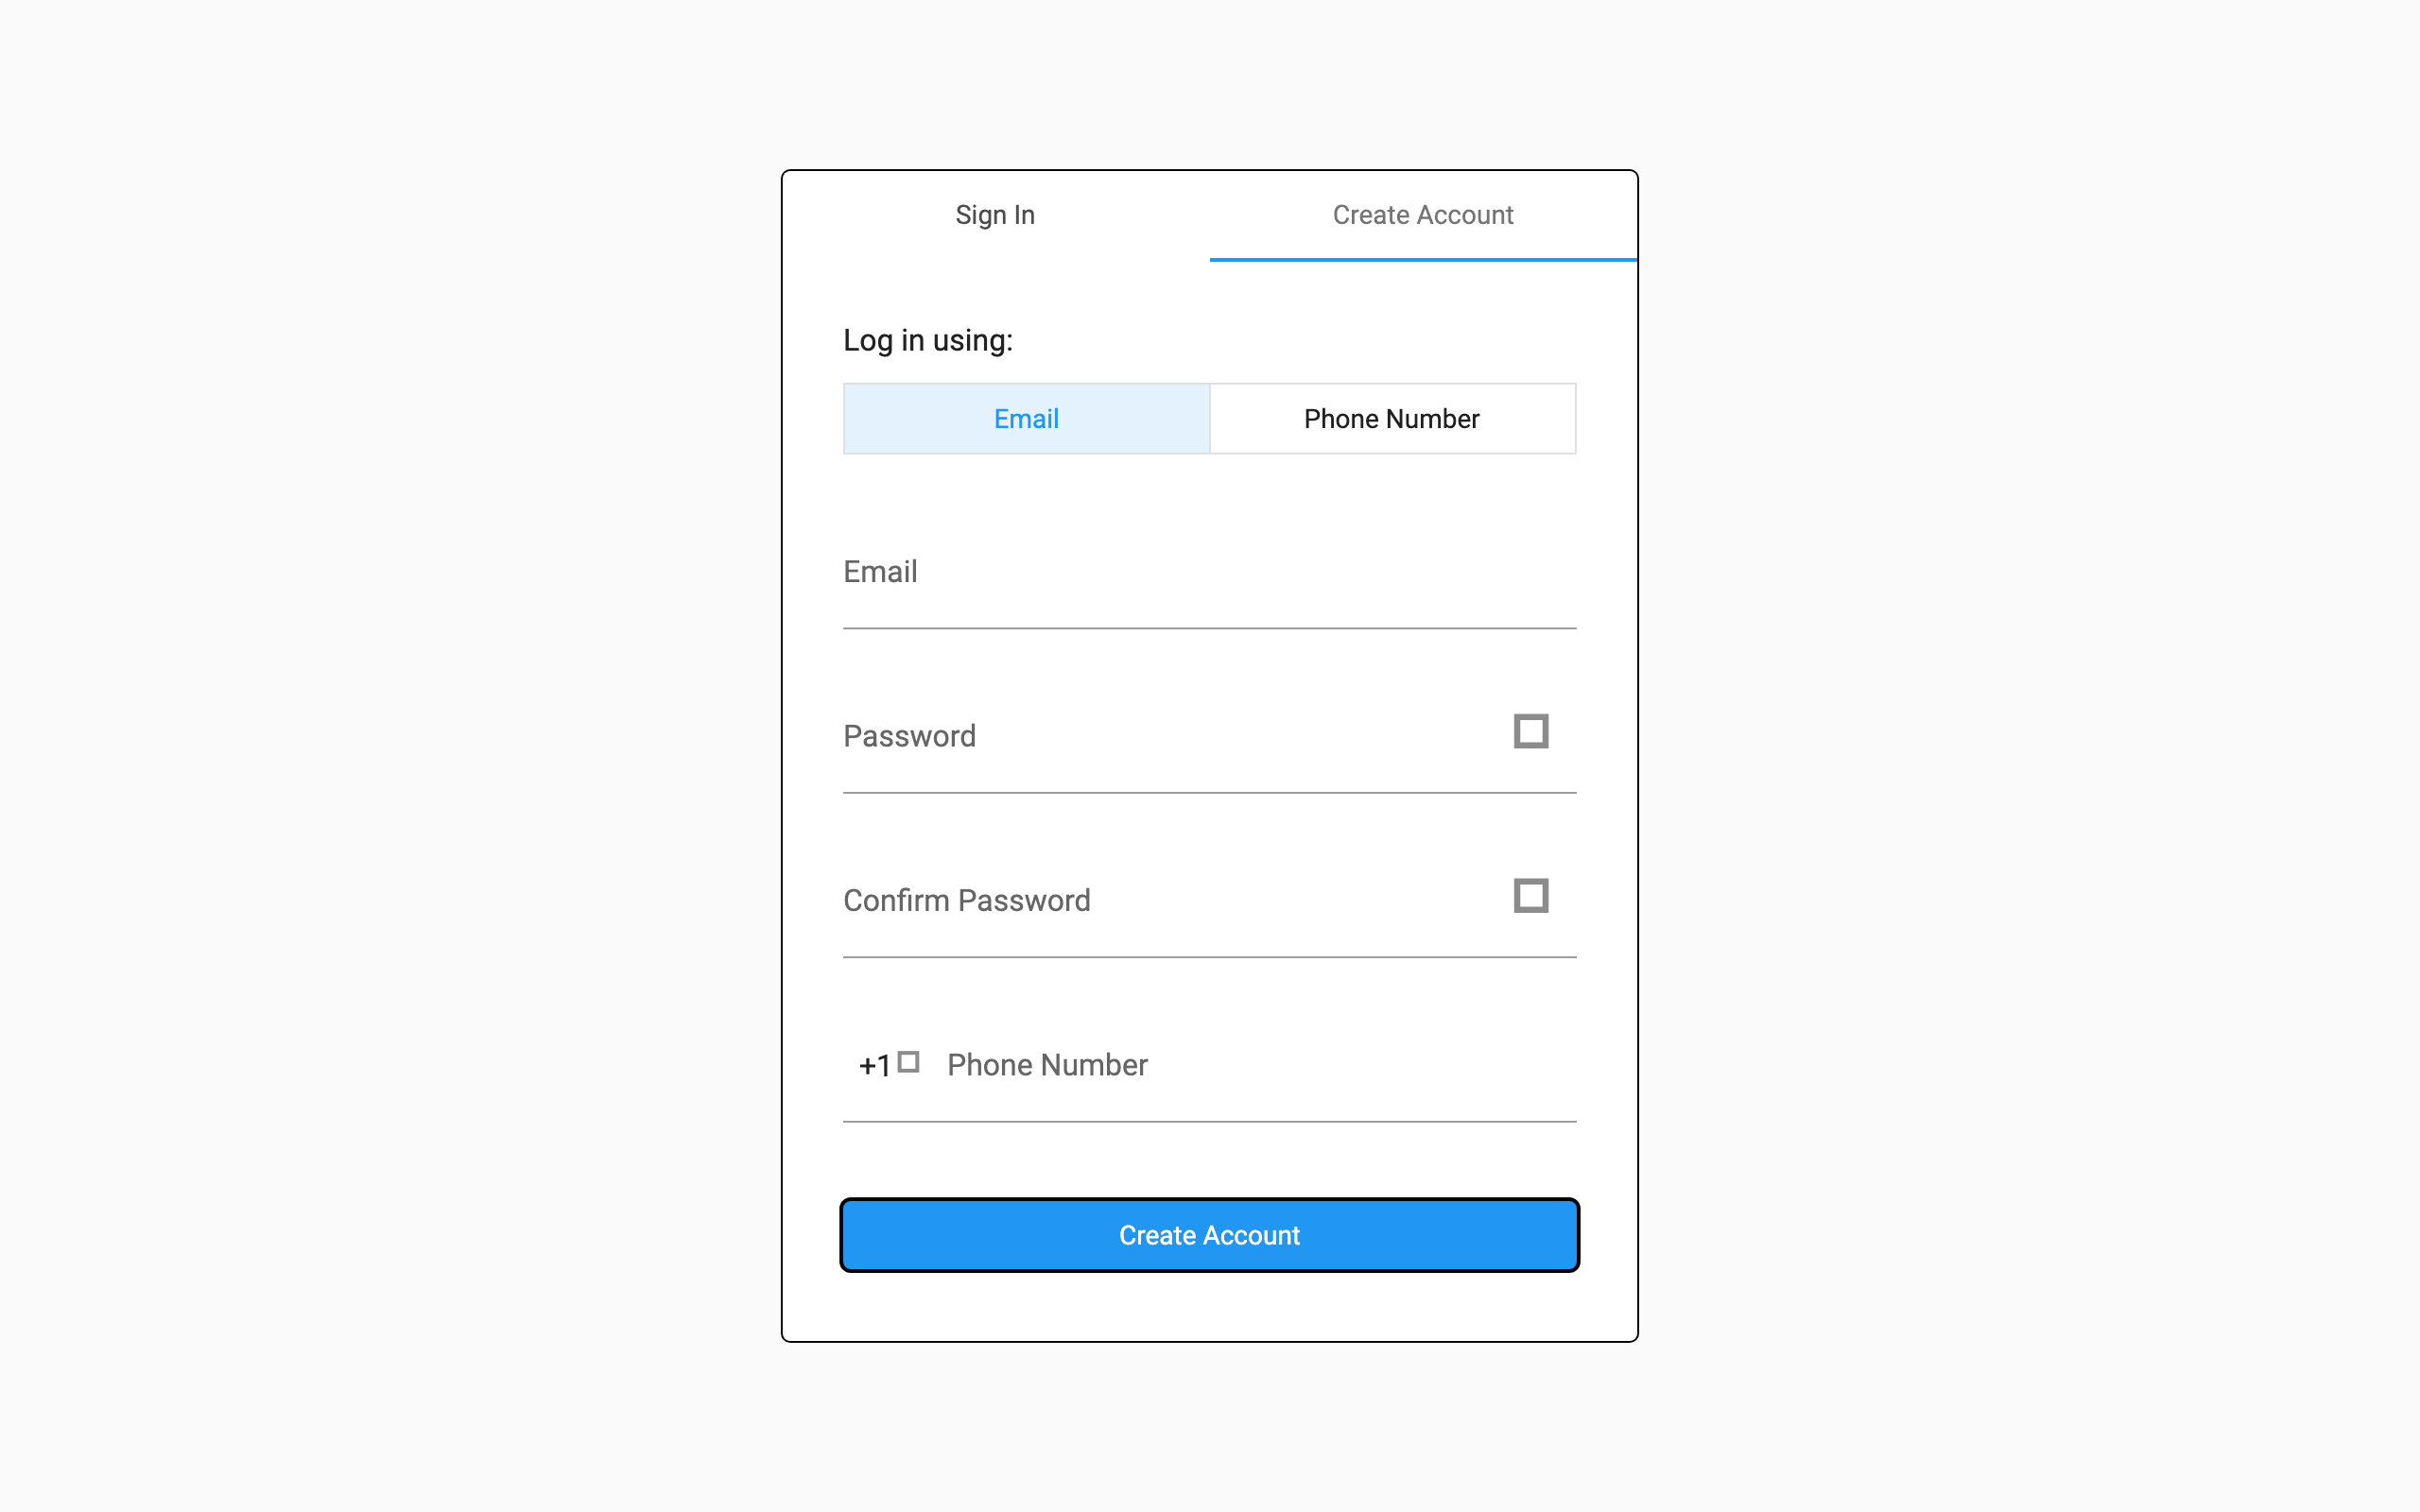 Sign In Create Account
Log in using:
Email Phone Number
Email
Password
Confirm Password
+1 Phone Number
Create Account